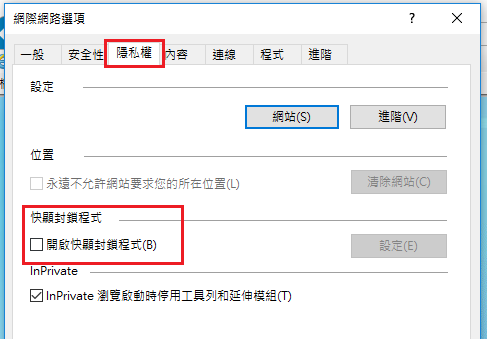 網際網路選項
?
一般 安全性 隱私權 內容 連線 程式 進階
設定
網站(S) 進階(V)
位置
永遠不允許網站要求您的所在位置(L) 清除網站(C)
快顯封鎖程式
開啟快顯封鎖程式(B) 設定(E)
InPrivate
InPrivate 瀏覽啟動時停用工具列和延伸模組(T)